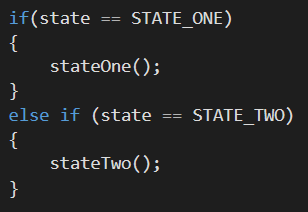 if(state == STATE_ONE)
{
    stateOne();
}
else if (state == STATE_TWO)
{
    stateTwo();
}